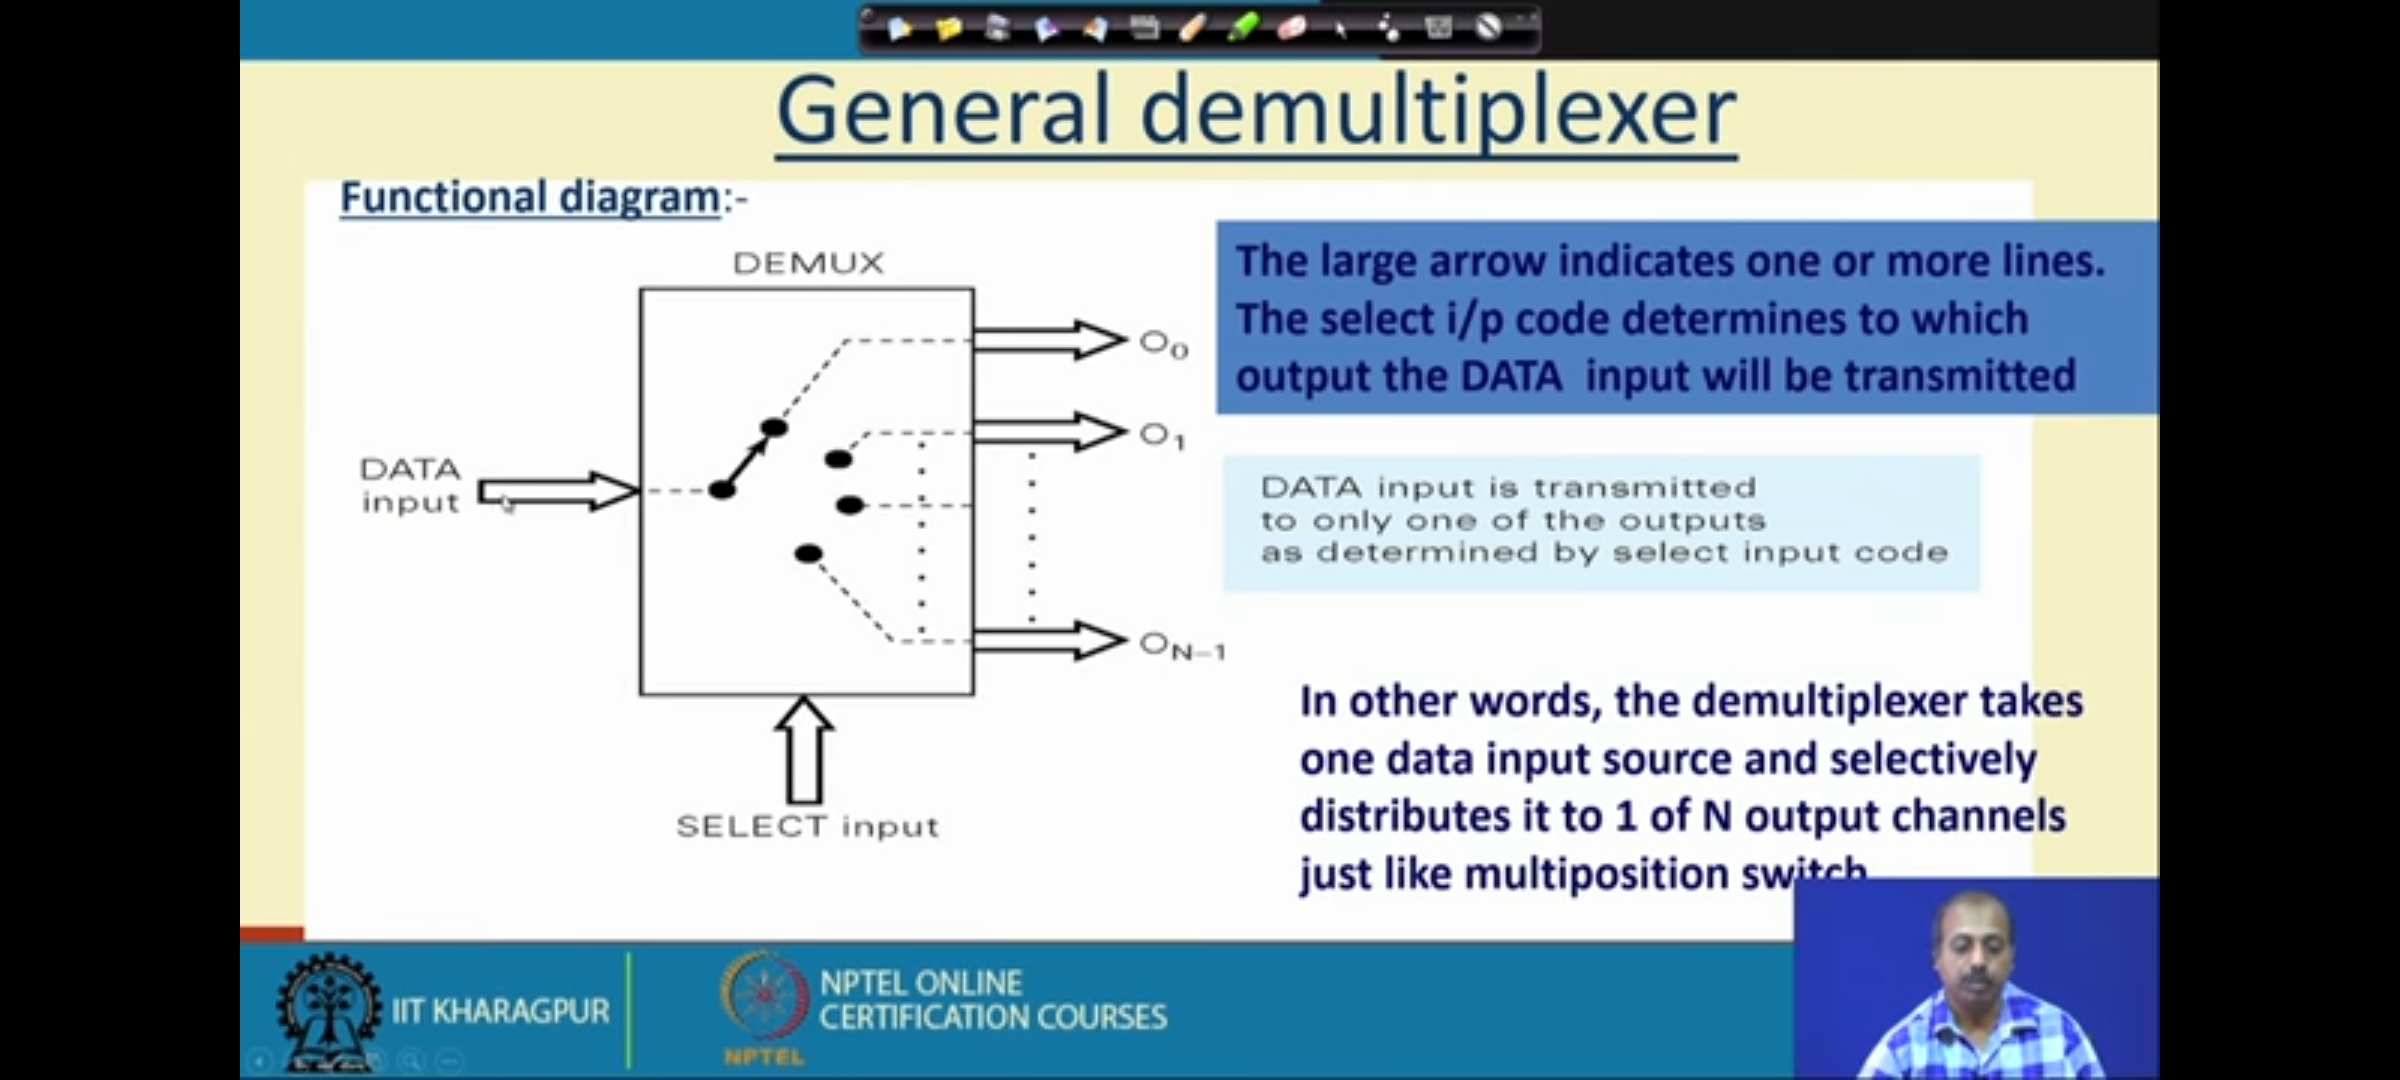 General demultiplexer
Functional diagram:-
DEMUX
DATA
input
O0
O1
ON-1
SELECT input
The large arrow indicates one or more lines.
The select i/p code determines to which
output the DATA input will be transmitted
DATA input is transmitted
to only one of the outputs
as determined by select input code
In other words, the demultiplexer takes
one data input source and selectively
distributes it to 1 of N output channels
just like multiposition switch
IIT KHARAGPUR
NPTEL
NPTEL ONLINE
CERTIFICATION COURSES